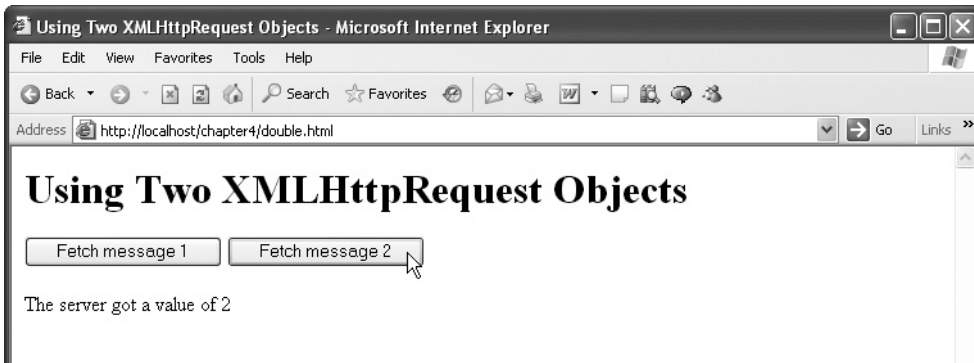 Using Two XMLHttpRequest Objects - Microsoft Internet Explorer
File Edit View Favorites Tools Help
Back Search Favorites W
Address http://localhost/chapter4/double.html Go Links »
Using Two XMLHttpRequest Objects
Fetch message 1 Fetch message 2
The server got a value of 2